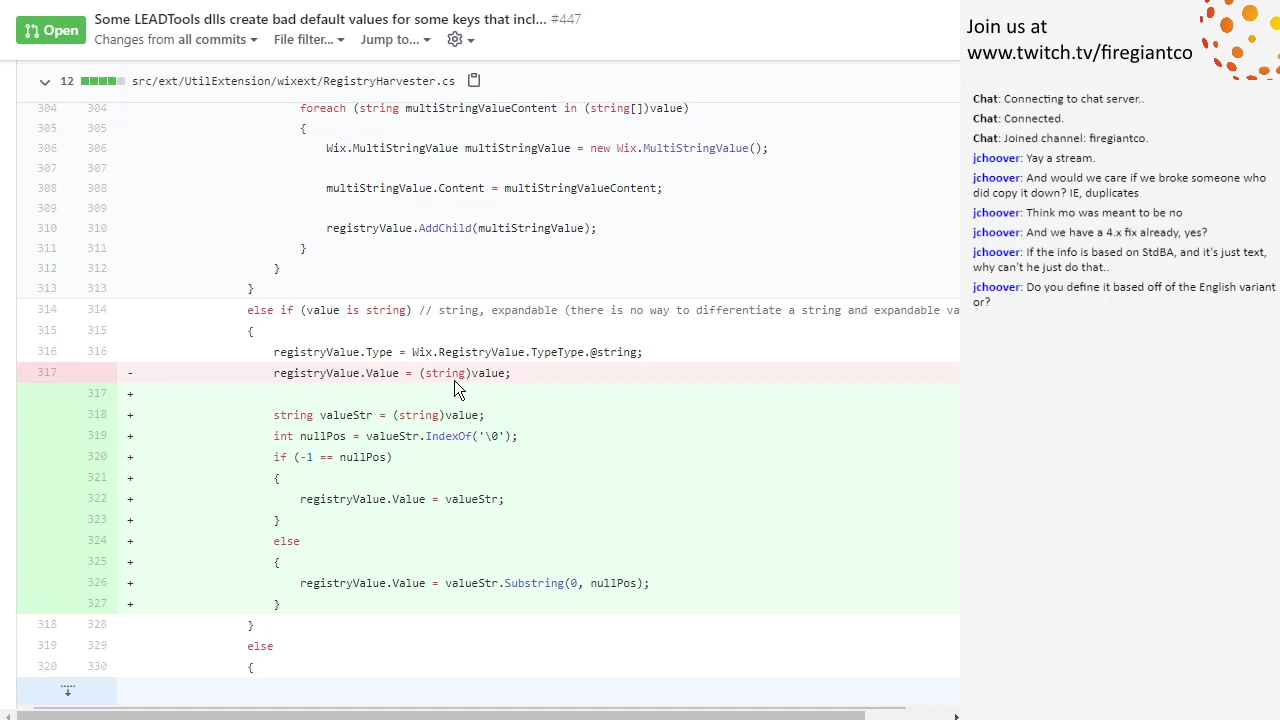 Open
Some LEADTools dlls create bad default values for some keys that incl... #447
Changes from all commits File filter... Jump to...
12 src/ext/UtilExtension/wixext/RegistryHarvester.cs
304 304 foreach (string multiStringValueContent in (string[])value)
305 305 {
306 306 Wix.MultiStringValue multiStringValue = new Wix.MultiStringValue();
307 307
308 308 multiStringValue.Content = multiStringValueContent;
309 309
310 310 registryValue.AddChild(multiStringValue);
311 311 }
312 312 }
313 313 }
314 314 else if (value is string) // string, expandable (there is no way to differentiate a string and expandable va
315 315 {
316 316 registryValue.Type = Wix.RegistryValue.TypeType.@string;
317 - registryValue.Value = (string)value;
317 +
318 + string valueStr = (string)value;
319 + int nullPos = valueStr.IndexOf('\0');
320 + if (-1 == nullPos)
321 + {
322 + registryValue.Value = valueStr;
323 + }
324 + else
325 + {
326 + registryValue.Value = valueStr.Substring(0, nullPos);
327 + }
318 328 }
319 329 else
320 330 {
Join us at
www.twitch.tv/firegiantco
Chat: Connecting to chat server..
Chat: Connected.
Chat: Joined channel: firegiantco.
jchoover: Yay a stream.
jchoover: And would we care if we broke someone who
did copy it down? IE, duplicates
jchoover: Think mo was meant to be no
jchoover: And we have a 4.x fix already, yes?
jchoover: If the info is based on StdBA, and it's just text,
why can't he just do that..
jchoover: Do you define it based off of the English variant
or?